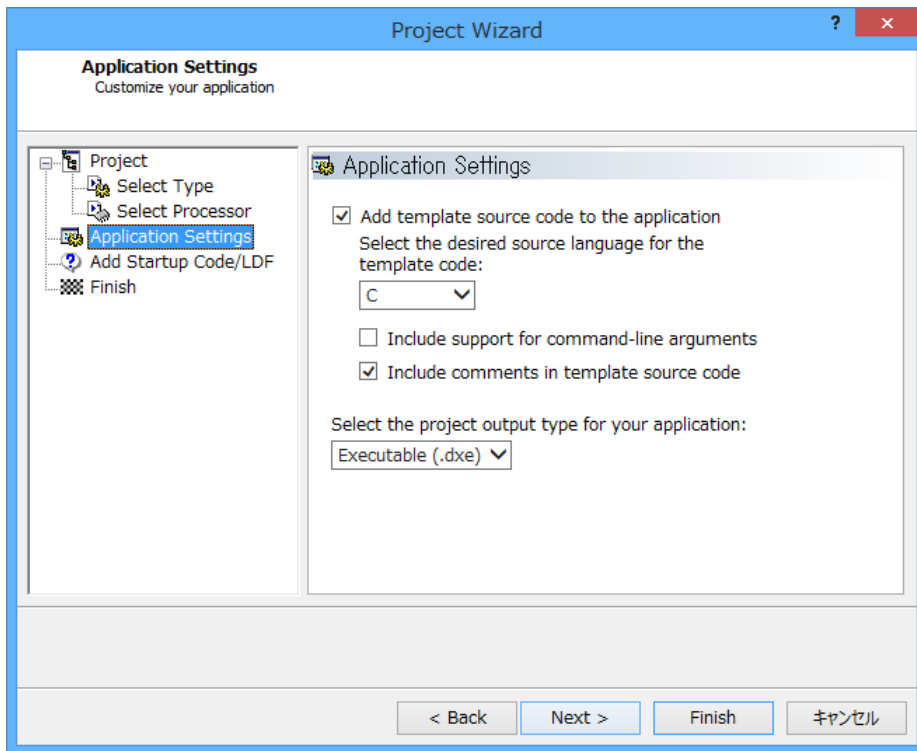 Project Wizard
?
Application Settings
Customize your application
Project
Select Type
Select Processor
Application Settings
Add Startup Code/LDF
Finish
Application Settings
Add template source code to the application
Select the desired source language for the
template code:
C
Include support for command-line arguments
Include comments in template source code
Select the project output type for your application:
Executable (.dxe)
< Back
Next >
Finish
キャンセル